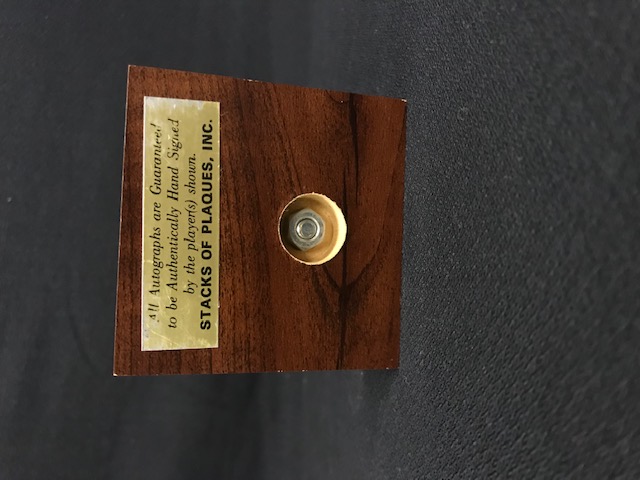 All Autographs are Guaranteed
to be Authentically Hand Signed
by the player(s) shown.
STACKS OF PLAQUES, INC.